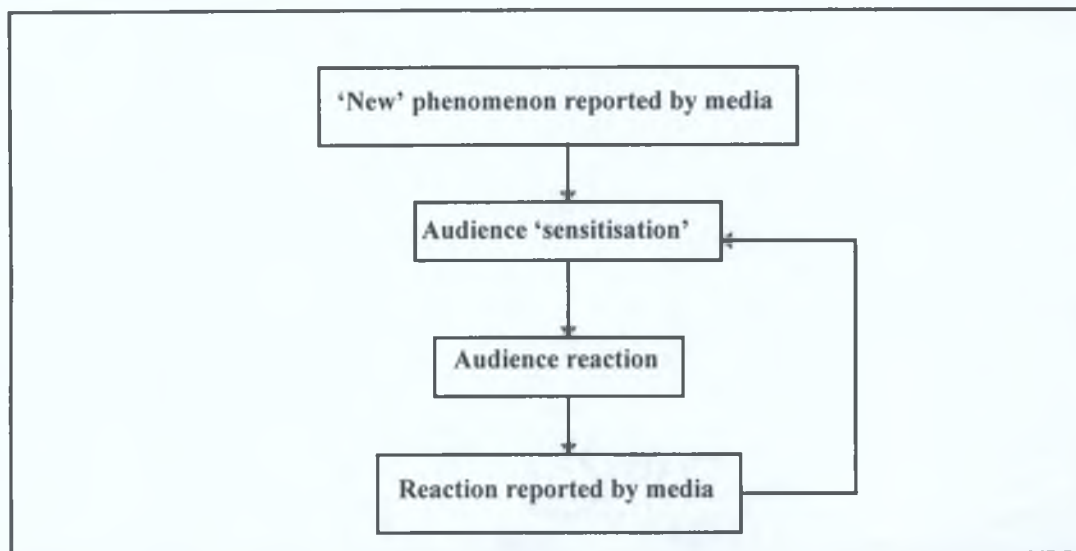 ‘New’ phenomenon reported by media
Audience ‘sensitisation’
Audience reaction
Reaction reported by media